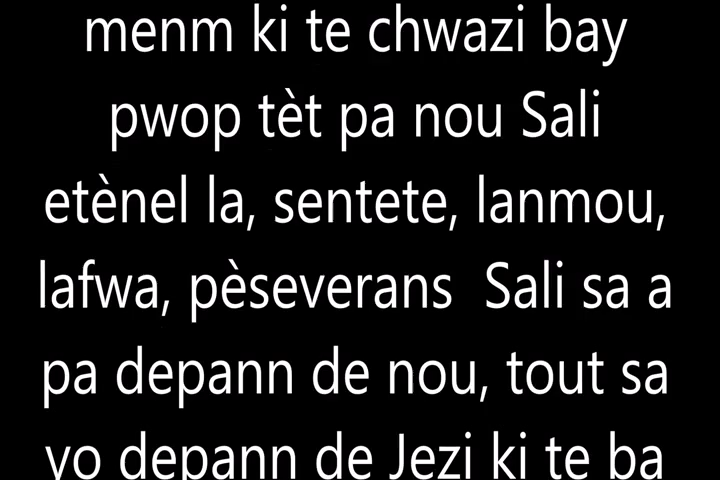 menm ki te chwazi bay
pwop tèt pa nou Sali
etènel la, sentete, lanmou,
lafwa, pèseverans  Sali sa a
pa depann de nou, tout sa
yo depann de Jezi ki te ba